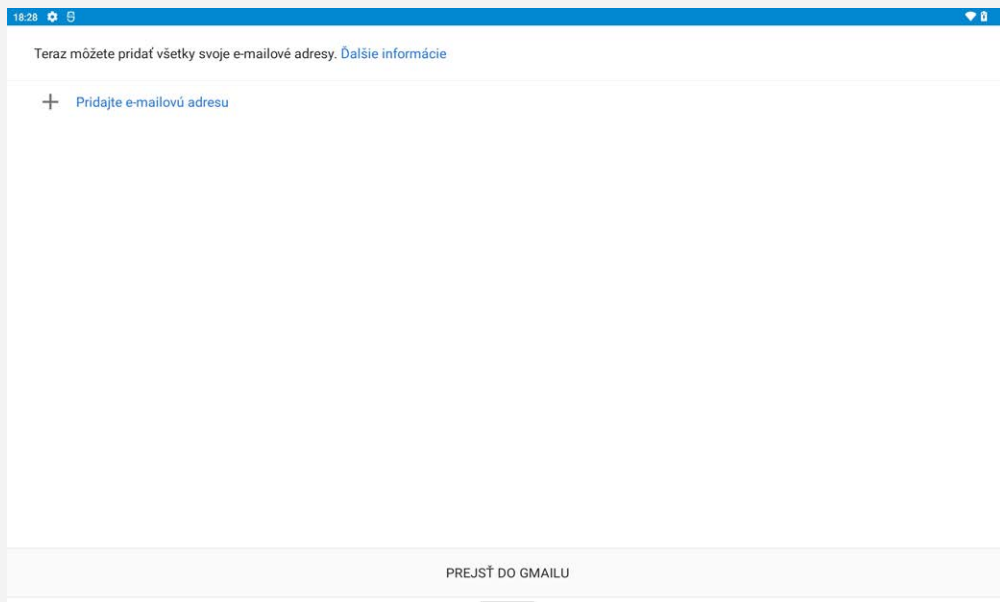 18:28
Teraz môžete pridať všetky svoje e-mailové adresy. Ďalšie informácie
Pridajte e-mailovú adresu
PREJSŤ DO GMAILU